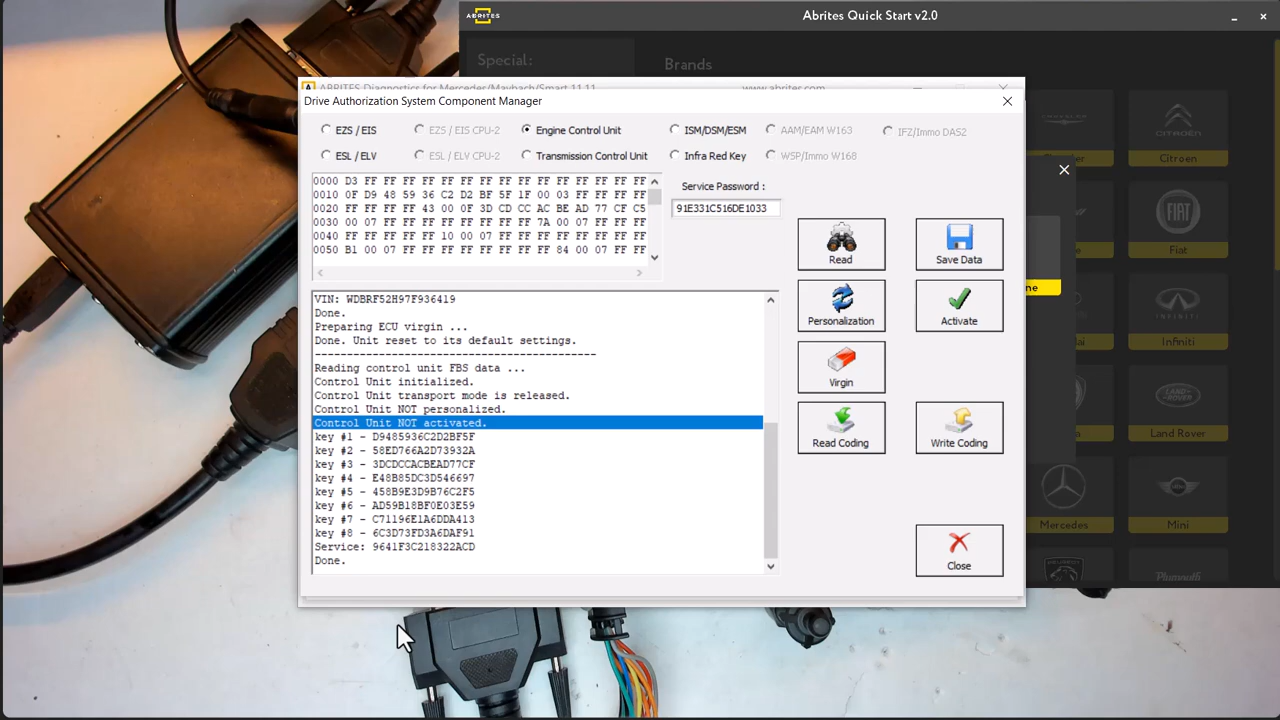 ABRITES
Abrites Quick Start v2.0
Special:
Brands
ABRITES Diagnostics for Mercedes/Maybach/Smart 11.11
www.abrites.com
Drive Authorization System Component Manager
EZS / EIS
EZS / EIS CPU-2
Engine Control Unit
ISM/DSM/ESM
AAM/EAM W163
IFZ/Immo DAS2
ESL / ELV
ESL / ELV CPU-2
Transmission Control Unit
Infra Red Key
WSP/Immo W168
0000 D3 FF FF FF FF FF FF FF FF FF FF FF FF FF FF FF
0010 0F D9 48 59 36 C2 D2 BF 5F 1F 00 03 FF FF FF FF
0020 FF FF FF FF 43 00 0F 3D CD CC AC BE AD 77 CF C5
0030 00 07 FF FF FF FF FF FF FF FF 7A 00 07 FF FF FF
0040 FF FF FF FF FF 10 00 07 FF FF FF FF FF FF FF FF
0050 B1 00 07 FF FF FF FF FF FF FF FF 84 00 07 FF FF
Service Password :
91E331C516DE1033
Read
Save Data
Personalization
Activate
Virgin
Read Coding
Write Coding
Close
VIN: WDBRF52H97F936419
Done.
Preparing ECU virgin ...
Done. Unit reset to its default settings.
--------------------------------------------
Reading control unit FBS data ...
Control Unit initialized.
Control Unit transport mode is released.
Control Unit NOT personalized.
Control Unit NOT activated.
key #1 - D9485936C2D2BF5F
key #2 - 58ED766A2D73932A
key #3 - 3DCDCCACBEAD77CF
key #4 - E48B85DC3D546697
key #5 - 458B9E3D9B76C2F5
key #6 - AD59B18BF0E03E59
key #7 - C71196E1A6DDA413
key #8 - 6C3D73FD3A6DAF91
Service: 9641F3C218322ACD
Done.
Citroen
Fiat
Infiniti
Land Rover
Mercedes
Mini
Plymouth